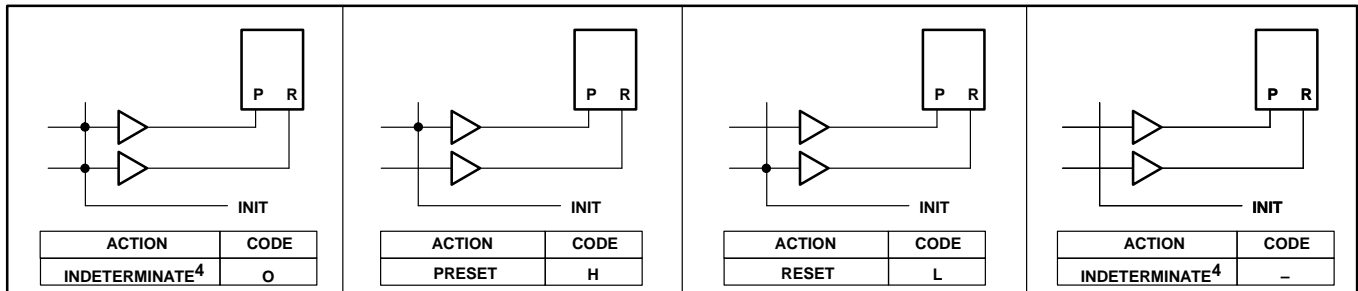 P R
INIT
ACTION CODE
INDETERMINATE4 O
P R
INIT
ACTION CODE
PRESET H
P R
INIT
ACTION CODE
RESET L
P R
INIT
ACTION CODE
INDETERMINATE4 –